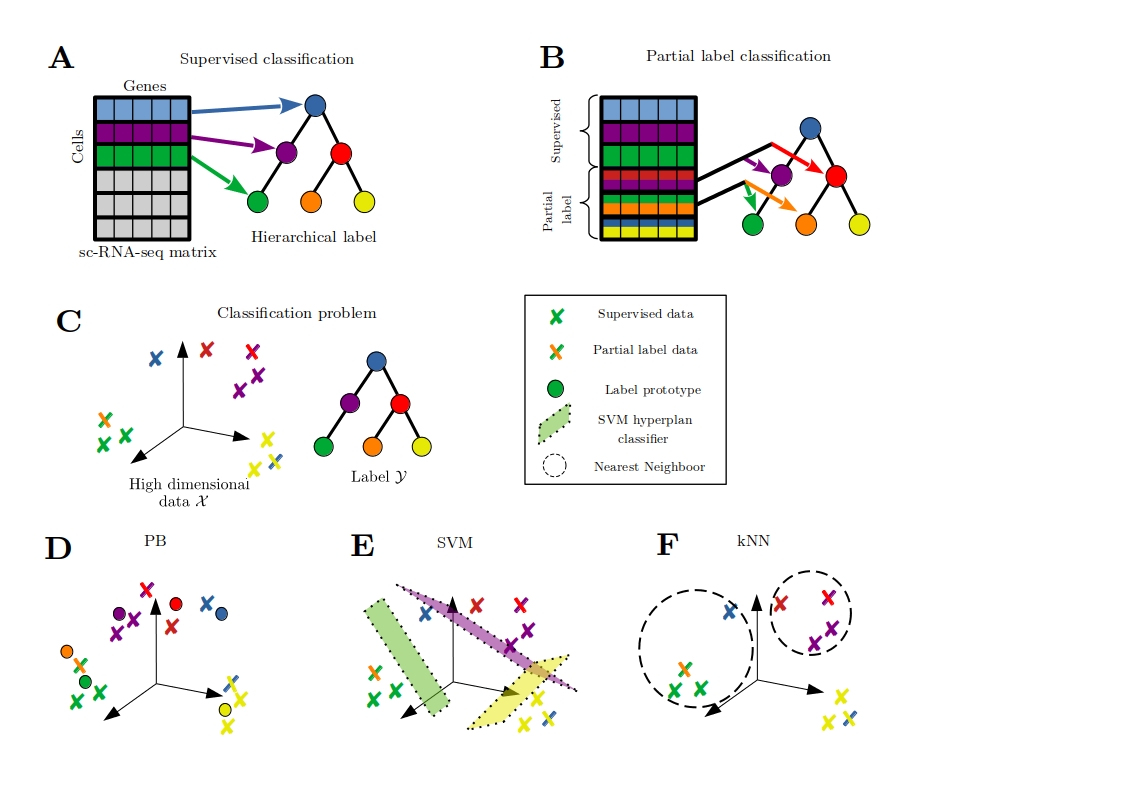 A
Supervised classification
Genes
Cells
Hierarchical label
sc-RNA-seq matrix
B
Partial label classification
Supervised
Partial
label
C
Classification problem
High dimensional
data 𝒳
Label 𝒴
Supervised data
Partial label data
Label prototype
SVM hyperplan
classifier
Nearest Neighboor
D
PB
E
SVM
F
kNN